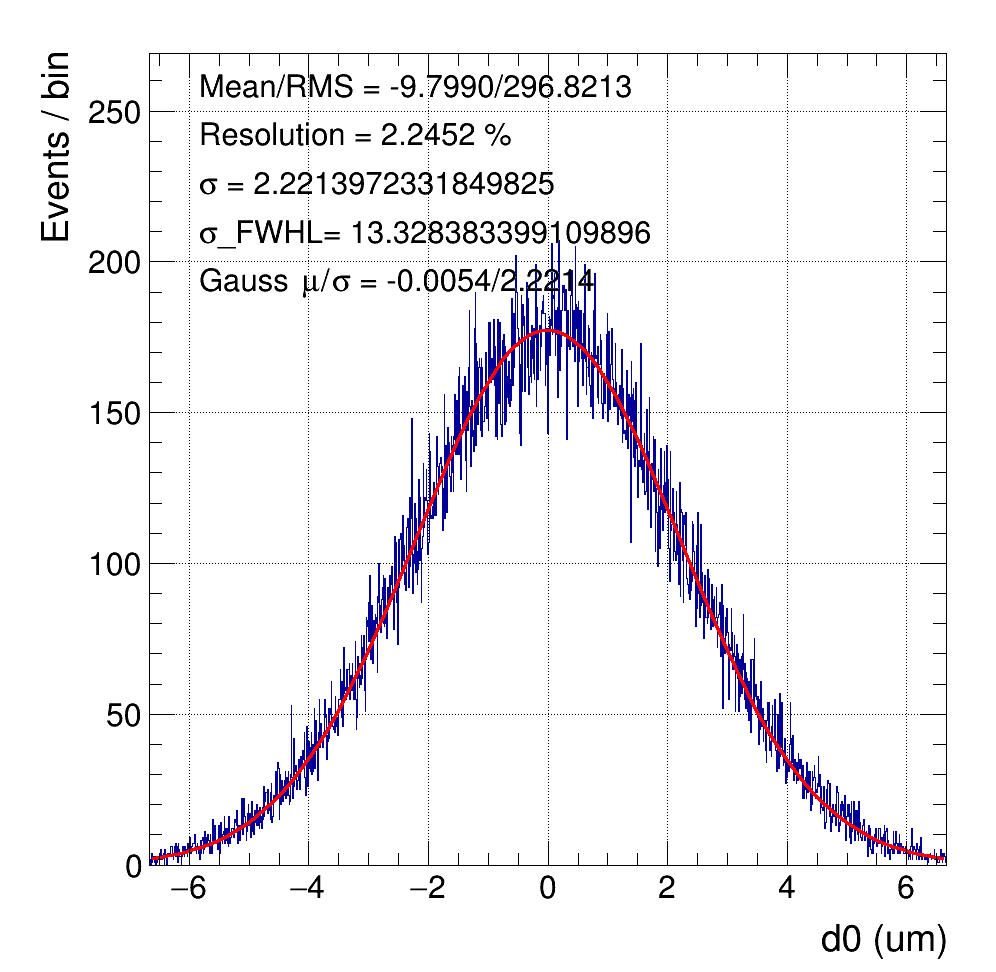 Events / bin
Mean/RMS = -9.7990/296.8213
Resolution = 2.2452 %
σ = 2.2213972331849825
σ_FWHL= 13.328383399109896
Gauss μ/σ = -0.0054/2.2214
250
200
150
100
50
0
−6 −4 −2 0 2 4 6
d0 (um)